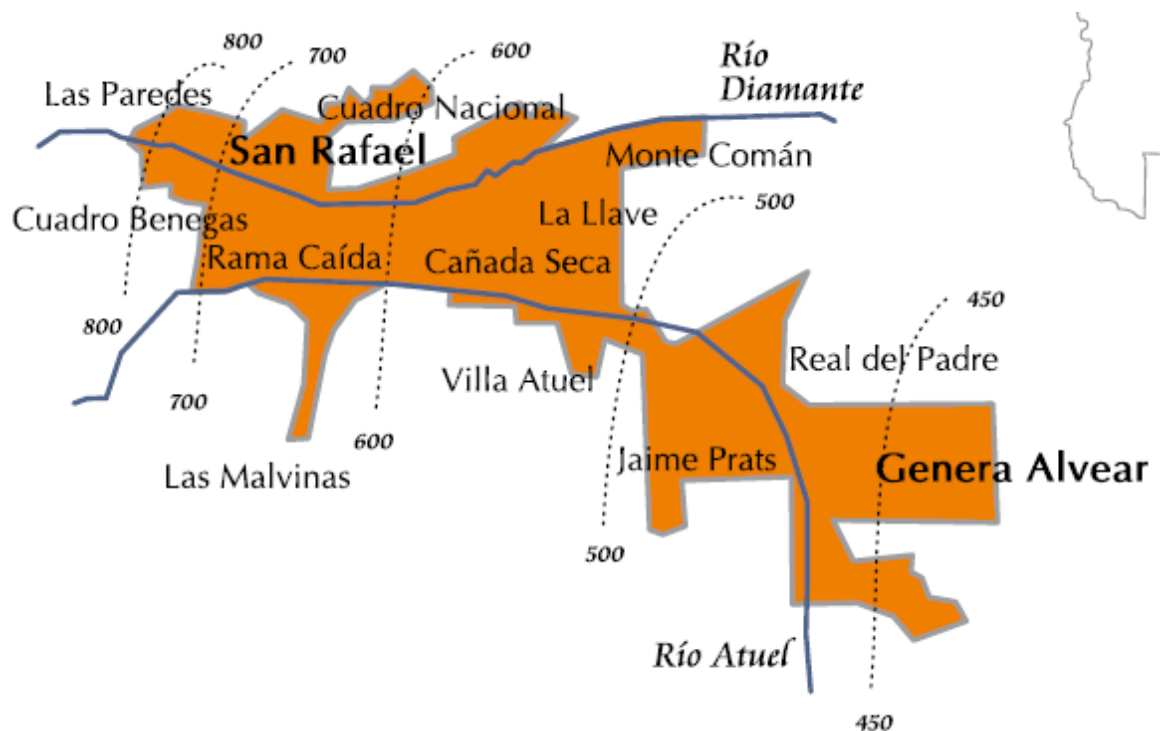 800
700
600
Río
Diamante
Las Paredes
Cuadro Nacional
San Rafael
Monte Comán
Cuadro Benegas
La Llave
500
Rama Caída
Cañada Seca
450
800
Real del Padre
Villa Atuel
700
600
Las Malvinas
Jaime Prats
Genera Alvear
500
Río Atuel
450